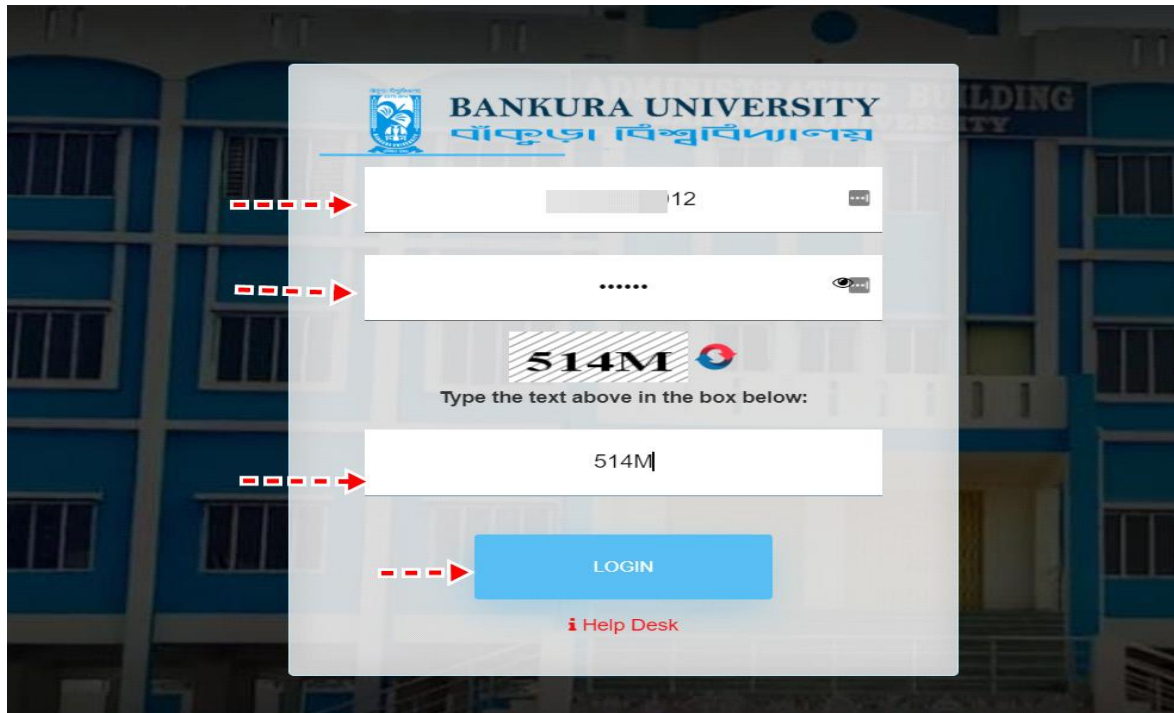 BANKURA UNIVERSITY
বাঁকুড়া বিশ্ববিদ্যালয়
12
••••••
514M
Type the text above in the box below:
514M
LOGIN
i Help Desk